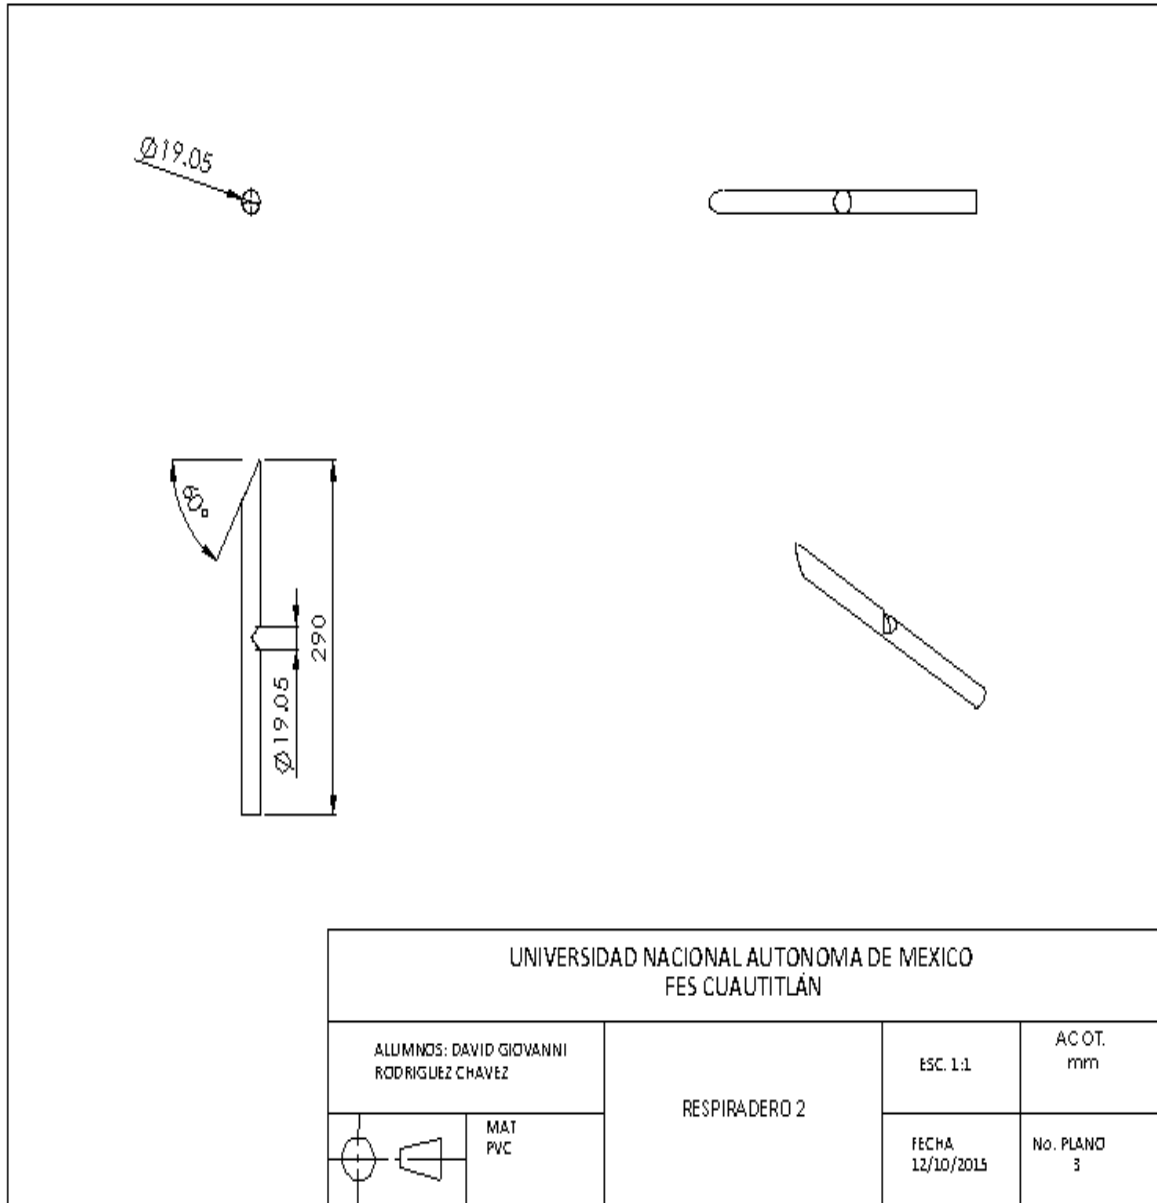 Ø19.05
60°
290
Ø19.05
UNIVERSIDAD NACIONAL AUTONOMA DE MEXICO
FES CUAUTITLÁN
ALUMNOS: DAVID GIOVANNI
RODRIGUEZ CHAVEZ
RESPIRADERO 2
ESC. 1:1
ACOT.
mm
MAT
PVC
FECHA
12/10/2015
No. PLANO
3